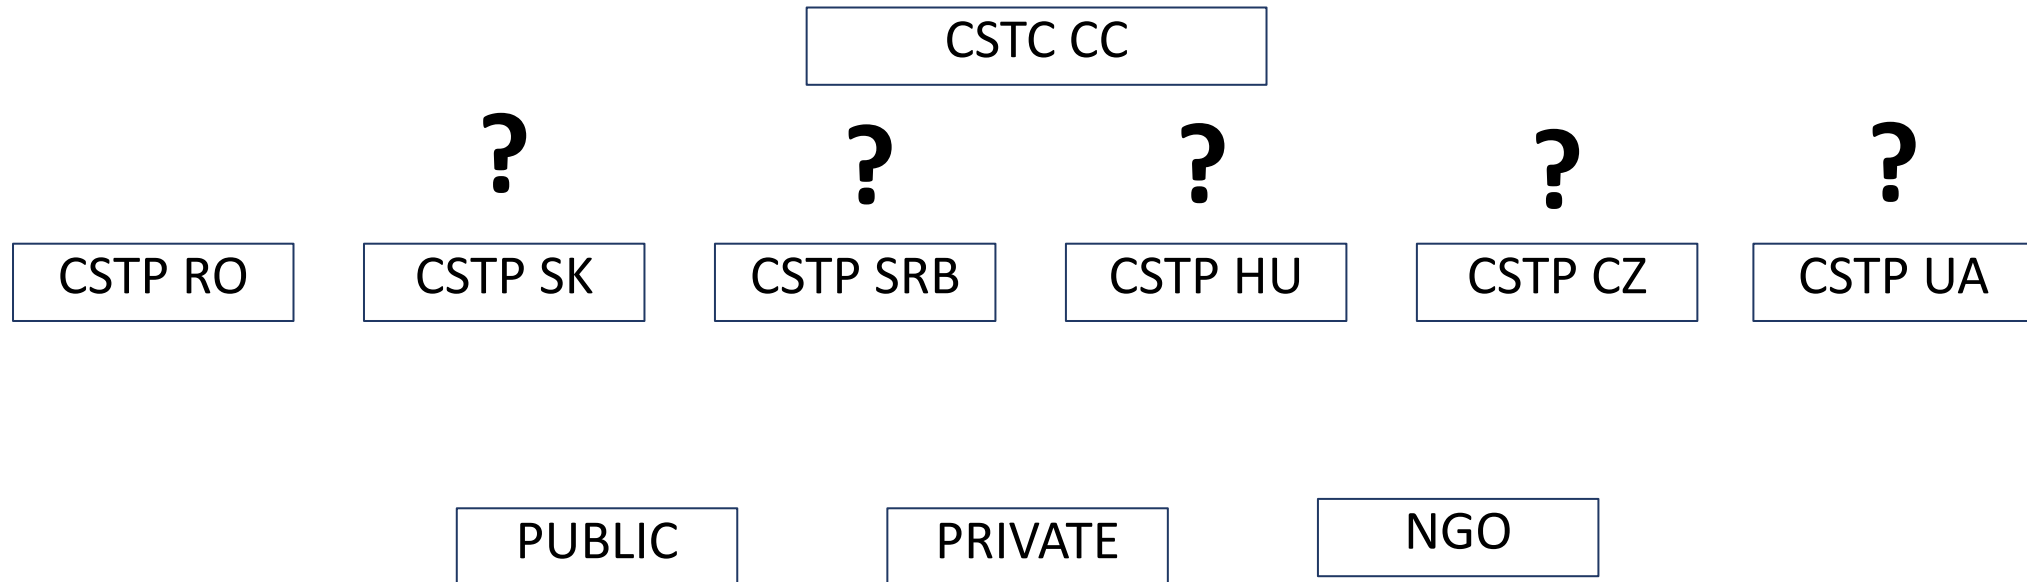 CSTC CC
? ? ? ? ?
CSTP RO CSTP SK CSTP SRB CSTP HU CSTP CZ CSTP UA
PUBLIC PRIVATE NGO